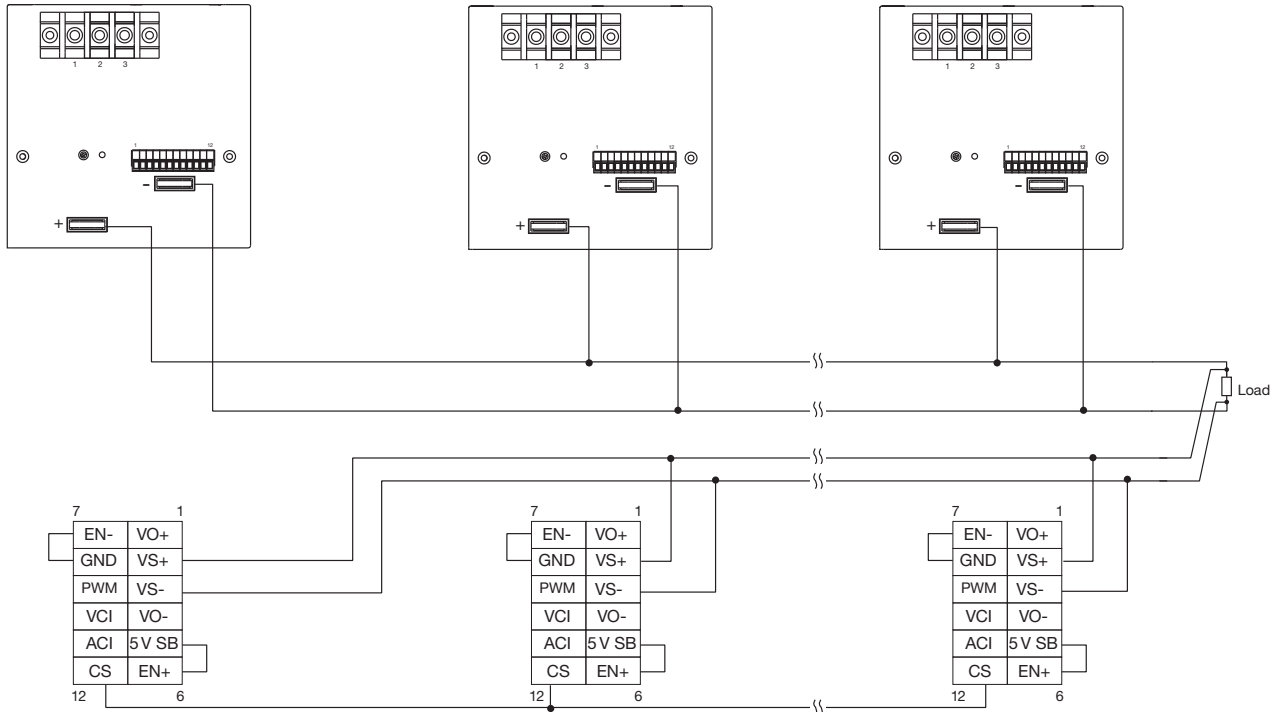 1 2 3
1 2 3
1 2 3
1 12
1 12
1 12
-
-
-
+
+
+
Load
7 1
EN- VO+
GND VS+
PWM VS-
VCI VO-
ACI 5 V SB
CS EN+
12 6
7 1
EN- VO+
GND VS+
PWM VS-
VCI VO-
ACI 5 V SB
CS EN+
12 6
7 1
EN- VO+
GND VS+
PWM VS-
VCI VO-
ACI 5 V SB
CS EN+
12 6